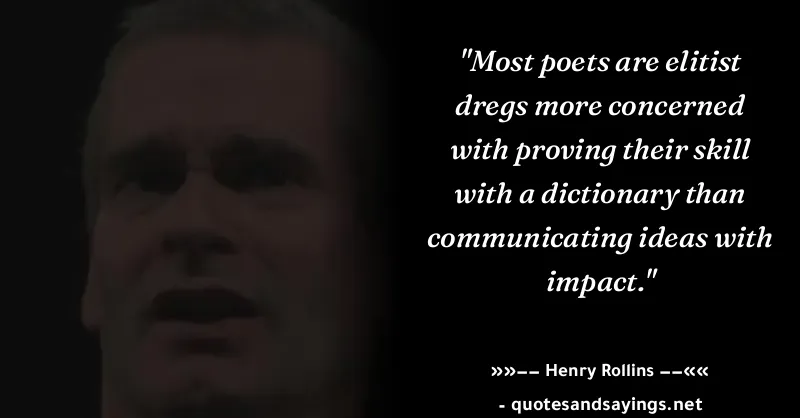 "Most poets are elitist
dregs more concerned
with proving their skill
with a dictionary than
communicating ideas with
impact."
»»–– Henry Rollins ––««
- quotesandsayings.net